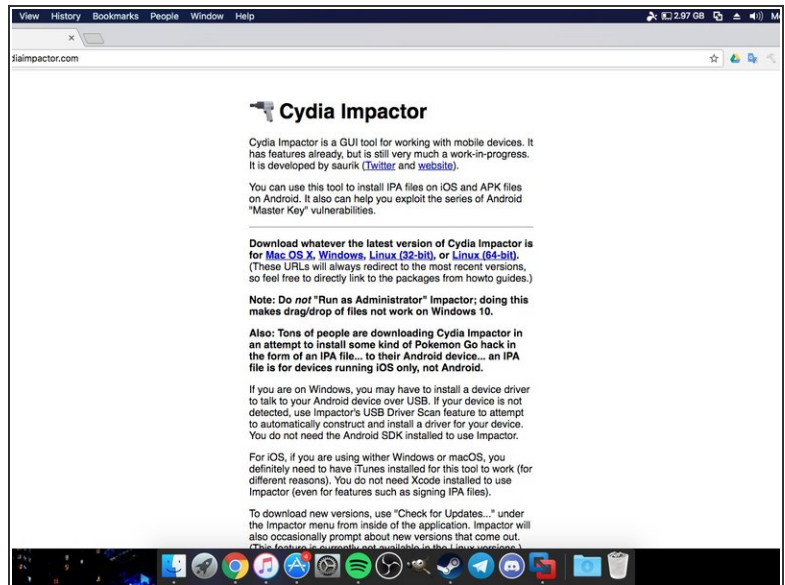 View History Bookmarks People Window Help 2.97 GB
diaimpactor.com
Cydia Impactor
Cydia Impactor is a GUI tool for working with mobile devices. It
has features already, but is still very much a work-in-progress.
It is developed by saurik (Twitter and website).
You can use this tool to install IPA files on iOS and APK files
on Android. It also can help you exploit the series of Android
"Master Key" vulnerabilities.
Download whatever the latest version of Cydia Impactor is
for Mac OS X, Windows, Linux (32-bit), or Linux (64-bit).
(These URLs will always redirect to the most recent versions,
so feel free to directly link to the packages from howto guides.)
Note: Do not "Run as Administrator" Impactor; doing this
makes drag/drop of files not work on Windows 10.
Also: Tons of people are downloading Cydia Impactor in
an attempt to install some kind of Pokemon Go hack in
the form of an IPA file... to their Android device... an IPA
file is for devices running iOS only, not Android.
If you are on Windows, you may have to install a device driver
to talk to your Android device over USB. If your device is not
detected, use Impactor's USB Driver Scan feature to attempt
to automatically construct and install a driver for your device.
You do not need the Android SDK installed to use Impactor.
For iOS, if you are using wither Windows or macOS, you
definitely need to have iTunes installed for this tool to work (for
different reasons). You do not need Xcode installed to use
Impactor (even for features such as signing IPA files).
To download new versions, use "Check for Updates..." under
the Impactor menu from inside of the application. Impactor will
also occasionally prompt about new versions that come out.
(This feature is currently not available in the Linux versions.)